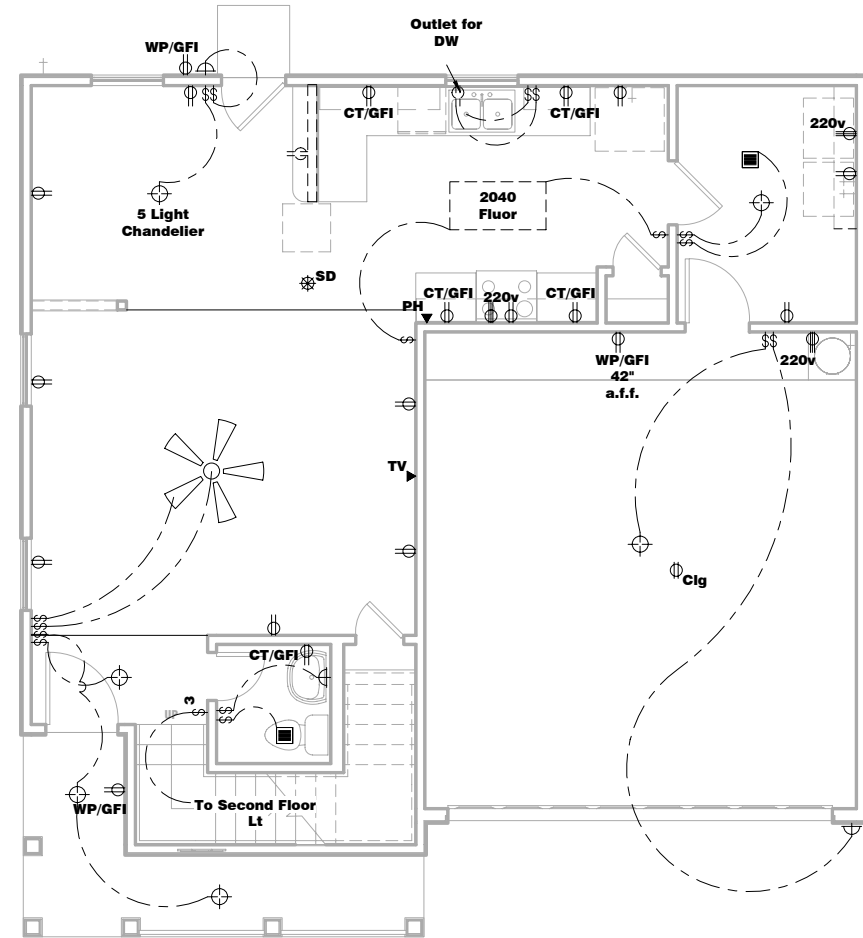 Outlet for
DW
WP/GFI
CT/GFI
CT/GFI
220v
2040
Fluor
5 Light
Chandelier
SD
PH
CT/GFI
220v
CT/GFI
WP/GFI
42"
a.f.f.
220v
TV
Clg
CT/GFI
3
UP
WP/GFI
To Second Floor
Lt